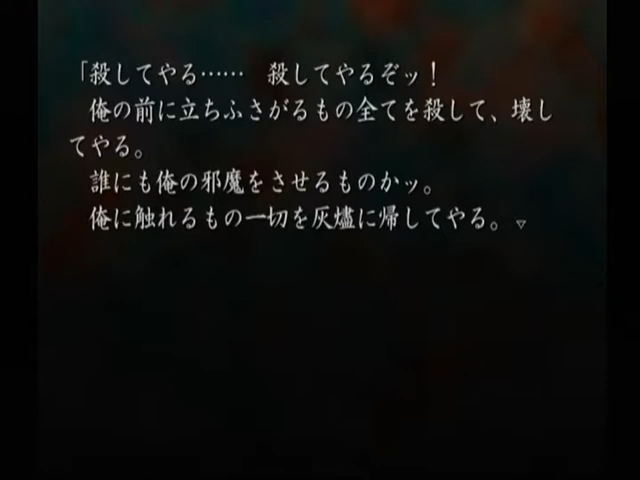 「殺してやる……　殺してやるぞッ！
　俺の前に立ちふさがるもの全てを殺して、壊し
てやる。
　誰にも俺の邪魔をさせるものかッ。
　俺に触れるもの一切を灰燼に帰してやる。▽